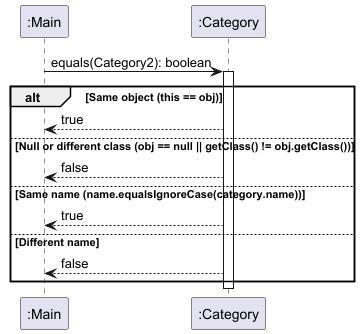 :Main :Category
equals(Category2): boolean
alt [Same object (this == obj)]
true
[Null or different class (obj == null || getClass() != obj.getClass())]
false
[Same name (name.equalsIgnoreCase(category.name))]
true
[Different name]
false
:Main :Category